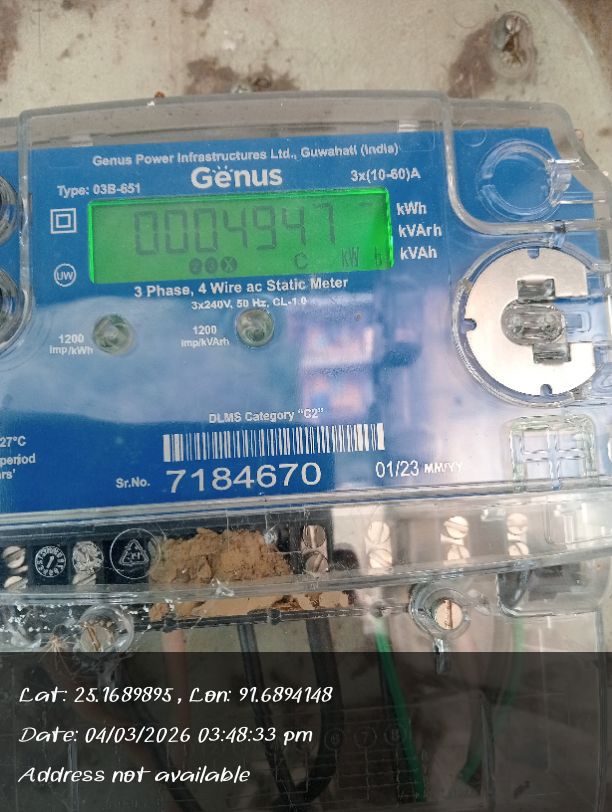 Genus Power Infrastructures Ltd., Guwahati (India)
Genus
Type: 03B-651
3x(10-60)A
0004947
kWh
kVArh
kVAh
C
kW h
UW
3 Phase, 4 Wire ac Static Meter
3x240V, 50 Hz, CL-1.0
1200
imp/kWh
1200
imp/kVArh
DLMS Category "C2"
27°C
period
Sr.No. 7184670
01/23 MM/YY
Lat: 25.1689895 , Lon: 91.6894148
Date: 04/03/2026 03:48:33 pm
Address not available